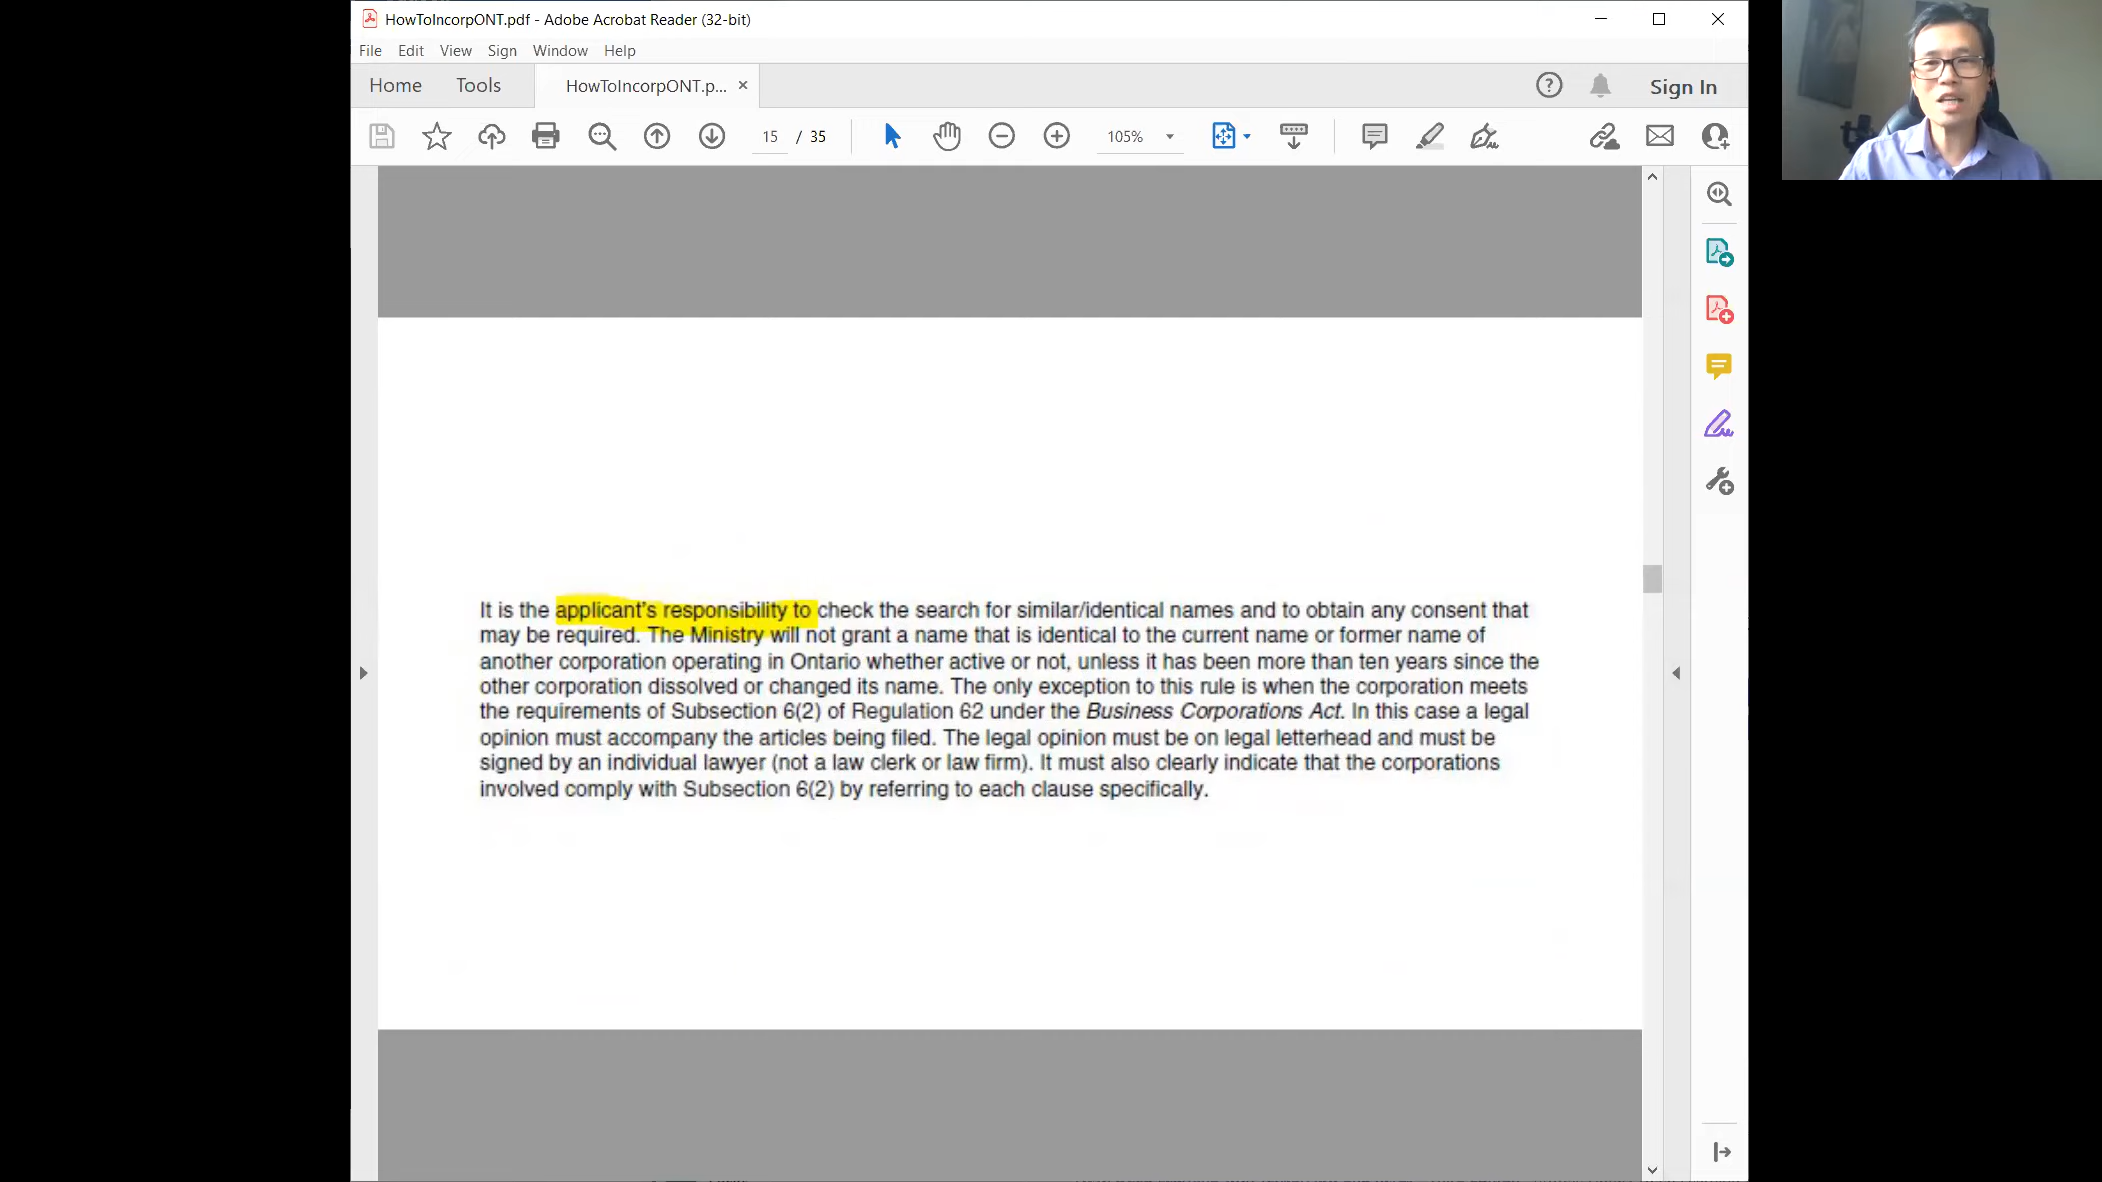 HowToIncorpONT.pdf - Adobe Acrobat Reader (32-bit)
File Edit View Sign Window Help
Home Tools HowToIncorpONT.p... Sign In
15 / 35 105%
It is the applicant's responsibility to check the search for similar/identical names and to obtain any consent that
may be required. The Ministry will not grant a name that is identical to the current name or former name of
another corporation operating in Ontario whether active or not, unless it has been more than ten years since the
other corporation dissolved or changed its name. The only exception to this rule is when the corporation meets
the requirements of Subsection 6(2) of Regulation 62 under the Business Corporations Act. In this case a legal
opinion must accompany the articles being filed. The legal opinion must be on legal letterhead and must be
signed by an individual lawyer (not a law clerk or law firm). It must also clearly indicate that the corporations
involved comply with Subsection 6(2) by referring to each clause specifically.